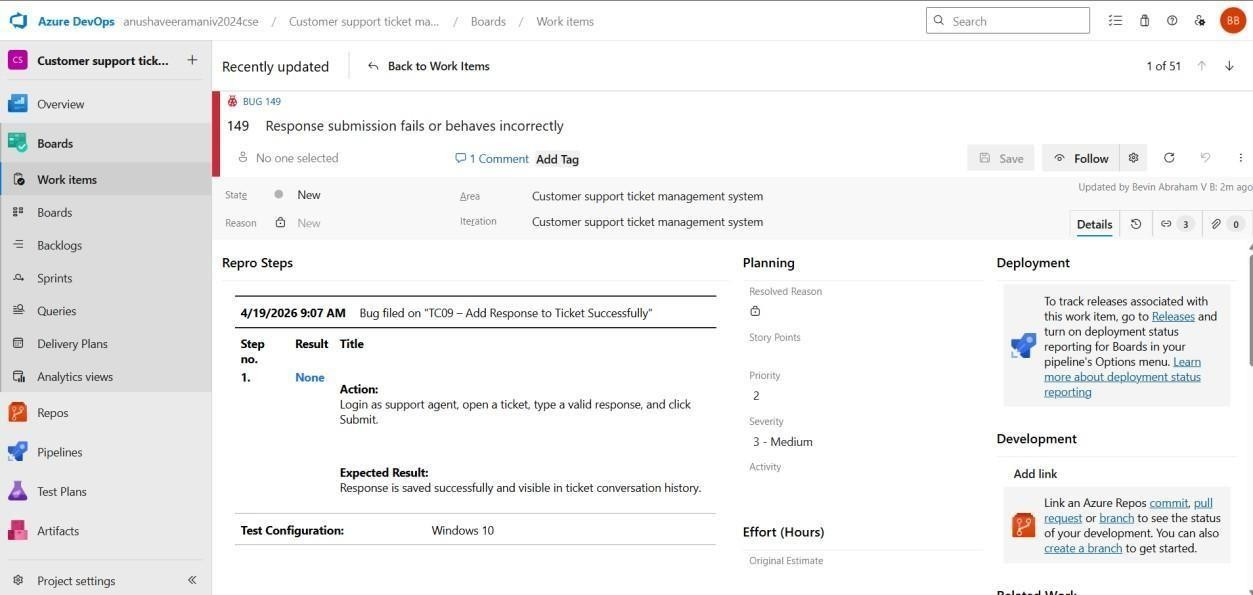 Azure DevOps anushaveeramaniv2024cse / Customer support ticket ma... / Boards / Work items
Search
BB
CS Customer support tick... +
Overview
Boards
Work items
Boards
Backlogs
Sprints
Queries
Delivery Plans
Analytics views
Repos
Pipelines
Test Plans
Artifacts
Project settings
Recently updated
Back to Work Items
1 of 51
BUG 149
149 Response submission fails or behaves incorrectly
No one selected
1 Comment Add Tag
Save
Follow
State New
Area Customer support ticket management system
Updated by Bevin Abraham V B: 2m ago
Reason New
Iteration Customer support ticket management system
Details
3
0
Repro Steps
4/19/2026 9:07 AM Bug filed on "TC09 – Add Response to Ticket Successfully"
Step no. Result Title
1. None
Action:
Login as support agent, open a ticket, type a valid response, and click
Submit.
Expected Result:
Response is saved successfully and visible in ticket conversation history.
Test Configuration: Windows 10
Planning
Resolved Reason
Story Points
Priority
2
Severity
3 - Medium
Activity
Effort (Hours)
Original Estimate
Deployment
To track releases associated with
this work item, go to Releases and
turn on deployment status
reporting for Boards in your
pipeline's Options menu. Learn
more about deployment status
reporting
Development
Add link
Link an Azure Repos commit, pull
request or branch to see the status
of your development. You can also
create a branch to get started.
Related Work